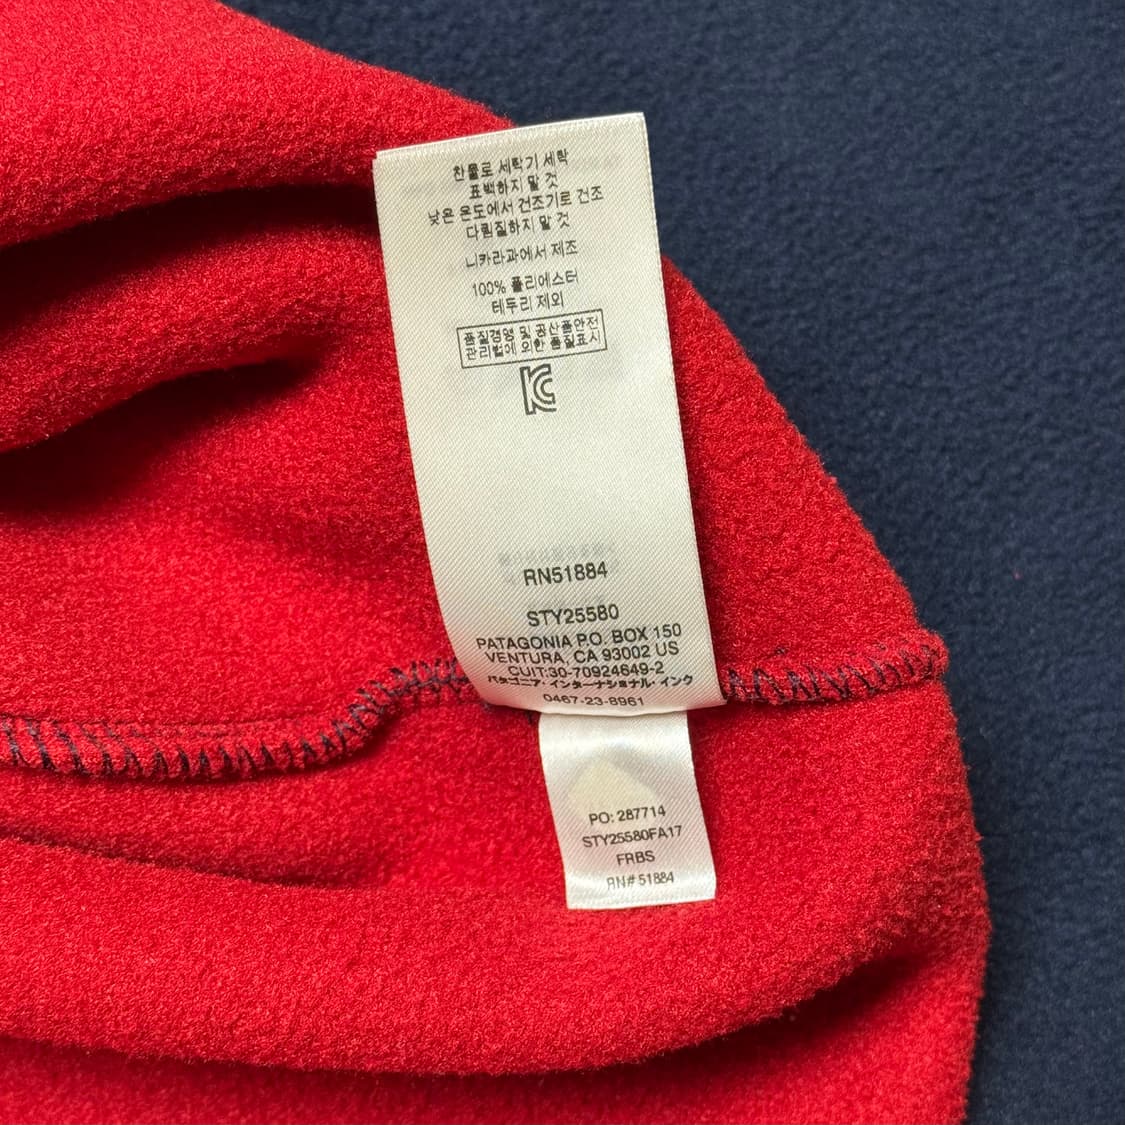 찬물로 세탁기 세탁
표백하지 말 것
낮은 온도에서 건조기로 건조
다림질하지 말 것
니카라과에서 제조
100% 폴리에스터
테두리 제외
품질경영 및 공산품안전
관리법에 의한 품질표시
RN51884
STY25580
PATAGONIA P.O. BOX 150
VENTURA, CA 93002 US
CUIT:30-70924649-2
パタゴニア・インターナショナル・インク
0467-23-8961
PO: 287714
STY25580FA17
FRBS
RN# 51884